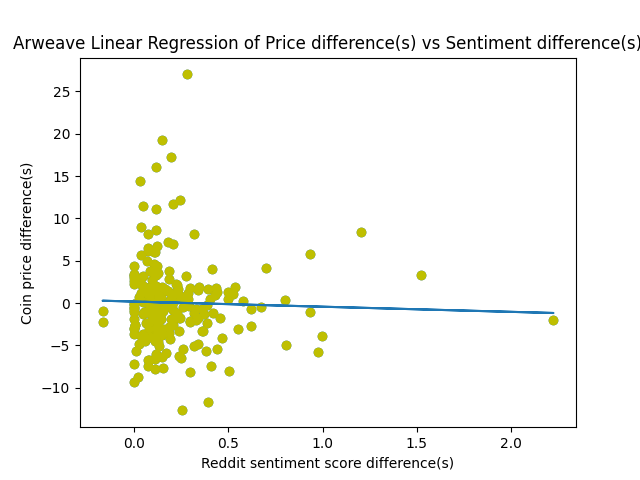 Arweave Linear Regression of Price difference(s) vs Sentiment difference(s)
25
20
15
10
5
0
−5
−10
Coin price difference(s)
0.0 0.5 1.0 1.5 2.0
Reddit sentiment score difference(s)